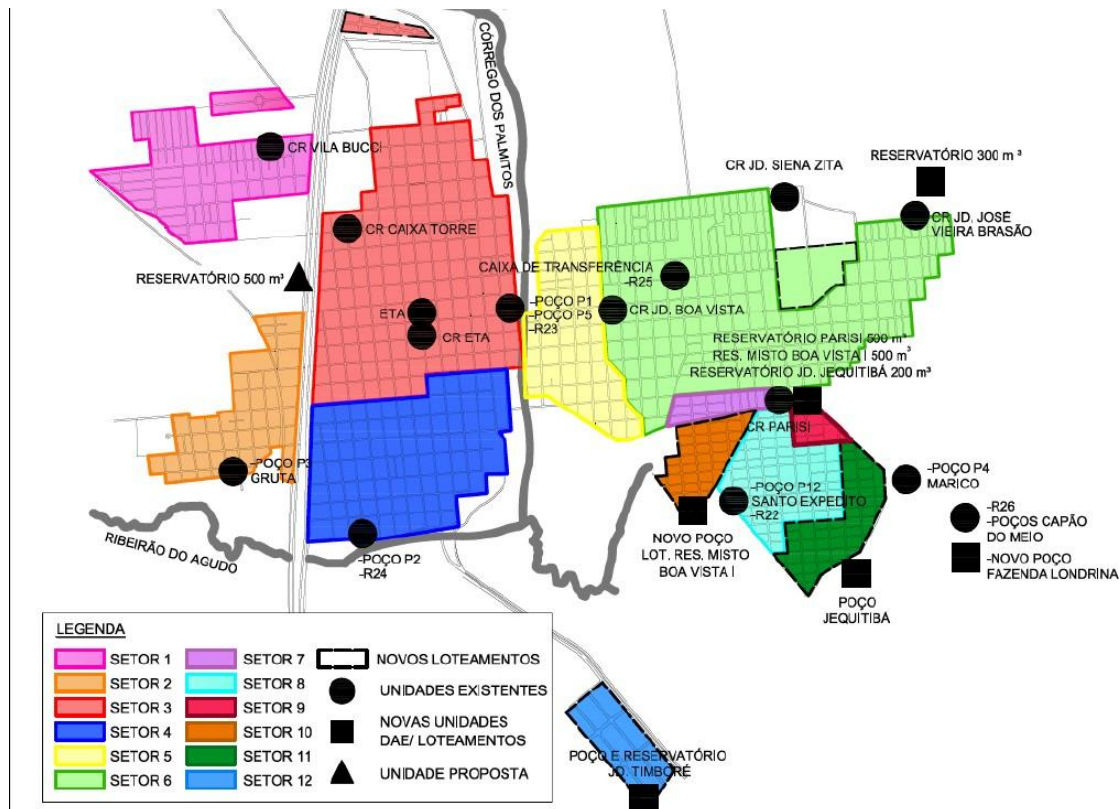 CÓRREGO DOS PALMITOS
CR VILA BUCCI
CR JD. SIENA ZITA
RESERVATÓRIO 300 m³
CR CAIXA TORRE
CR JD. JOSÉ
VIEIRA BRASÃO
RESERVATÓRIO 500 m³
CAIXA DE TRANSFERÊNCIA
-R25
ETA
CR ETA
-POÇO P1
-POÇO P5
-R23
CR JD. BOA VISTA
RESERVATÓRIO PARISI 500 m³
RES. MISTO BOA VISTA I 500 m³
RESERVATÓRIO JD. JEQUITIBÁ 200 m³
CR PARISI
-POÇO P3
GRUTA
-POÇO P12
SANTO EXPEDITO
-R22
-POÇO P4
MARICO
-R26
-POÇOS CAPÃO
DO MEIO
-NOVO POÇO
FAZENDA LONDRINA
RIBEIRÃO DO AGUDO
-POÇO P2
-R24
NOVO POÇO
LOT. RES. MISTO
BOA VISTA I
POÇO
JEQUITIBÁ
LEGENDA
SETOR 1
SETOR 2
SETOR 3
SETOR 4
SETOR 5
SETOR 6
SETOR 7
SETOR 8
SETOR 9
SETOR 10
SETOR 11
SETOR 12
NOVOS LOTEAMENTOS
UNIDADES EXISTENTES
NOVAS UNIDADES
DAE/ LOTEAMENTOS
UNIDADE PROPOSTA
POÇO E RESERVATÓRIO
JD. TIMBORÉ